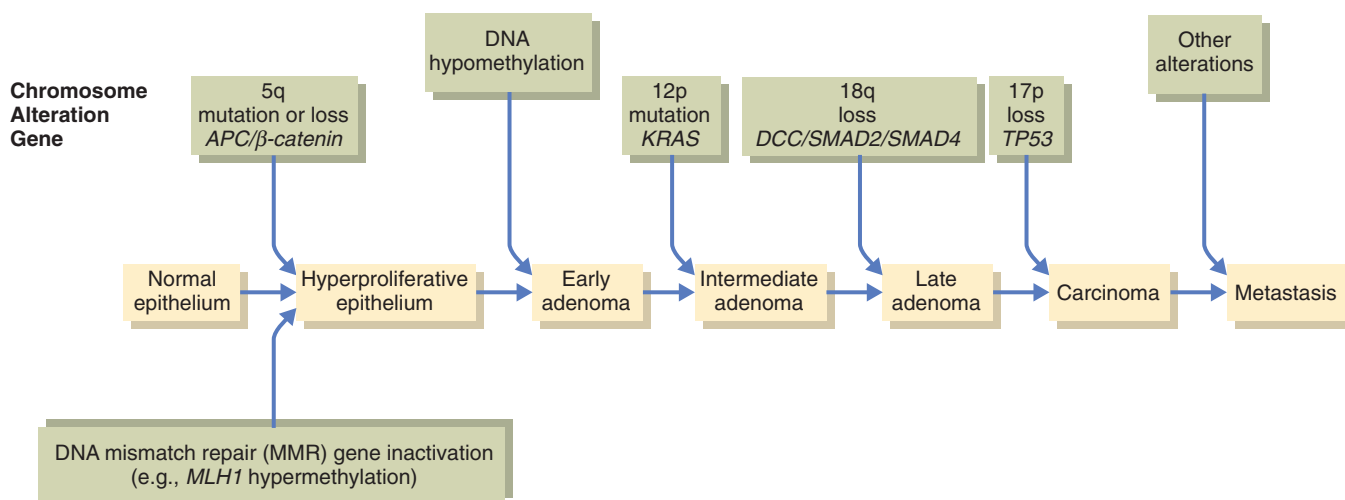 Chromosome
Alteration
Gene
5q
mutation or loss
APC/β-catenin
DNA
hypomethylation
12p
mutation
KRAS
18q
loss
DCC/SMAD2/SMAD4
17p
loss
TP53
Other
alterations
Normal
epithelium
Hyperproliferative
epithelium
Early
adenoma
Intermediate
adenoma
Late
adenoma
Carcinoma
Metastasis
DNA mismatch repair (MMR) gene inactivation
(e.g., MLH1 hypermethylation)